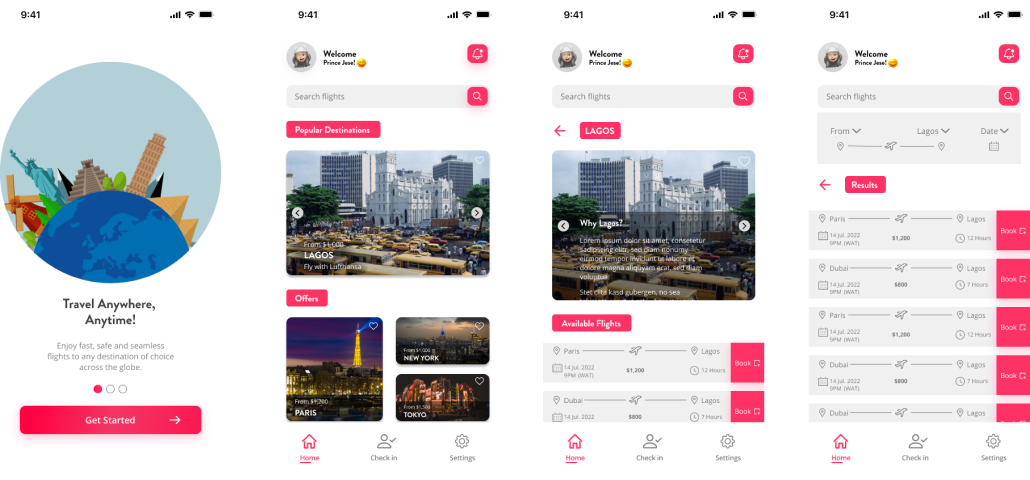 9:41
Travel Anywhere,
Anytime!
Enjoy fast, safe and seamless
flights to any destination of choice
across the globe.
Get Started
9:41
Welcome
Prince Jese!
Search flights
Popular Destinations
From $1,000
LAGOS
Fly with Lufthansa
Offers
From $1,200
PARIS
From $1,000
NEW YORK
From $1,500
TOKYO
Home
Check in
Settings
9:41
Welcome
Prince Jese!
Search flights
LAGOS
Why Lagos?
Lorem ipsum dolor sit amet, consetetur
sadipscing elitr, sed diam nonumy
eirmod tempor invidunt ut labore et
dolore magna aliquyam erat, sed diam
voluptua
Stet clita kasd gubergen, no sea
Available Flights
Paris
Lagos
14 Jul. 2022
9PM (WAT)
$1,200
12 Hours
Book
Dubai
Lagos
14 Jul. 2022
$800
7 Hours
Book
Home
Check in
Settings
9:41
Welcome
Prince Jese!
Search flights
From
Lagos
Date
Results
Paris
Lagos
14 Jul. 2022
9PM (WAT)
$1,200
12 Hours
Book
Dubai
Lagos
14 Jul. 2022
9PM (WAT)
$800
7 Hours
Book
Paris
Lagos
14 Jul. 2022
9PM (WAT)
$1,200
12 Hours
Book
Dubai
Lagos
14 Jul. 2022
9PM (WAT)
$800
7 Hours
Book
Dubai
Lagos
Home
Check in
Settings